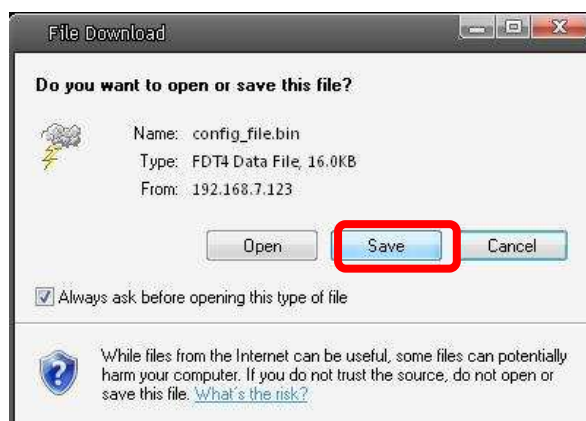 File Download
Do you want to open or save this file?
Name: config_file.bin
Type: FDT4 Data File, 16.0KB
From: 192.168.7.123
Open Save Cancel
Always ask before opening this type of file
While files from the Internet can be useful, some files can potentially
harm your computer. If you do not trust the source, do not open or
save this file. What's the risk?